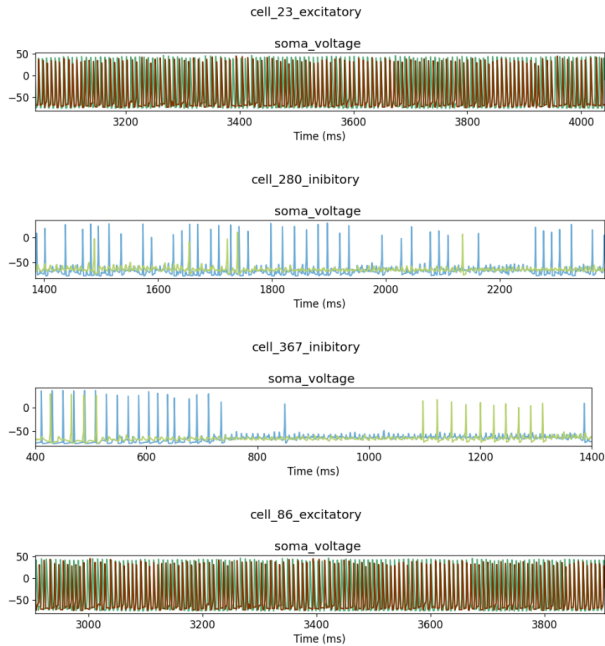 cell_23_excitatory
soma_voltage
50
0
−50
3200 3400 3600 3800 4000
Time (ms)
cell_280_inibitory
soma_voltage
0
−50
1400 1600 1800 2000 2200
Time (ms)
cell_367_inibitory
soma_voltage
0
−50
400 600 800 1000 1200 1400
Time (ms)
cell_86_excitatory
soma_voltage
50
0
−50
3000 3200 3400 3600 3800
Time (ms)